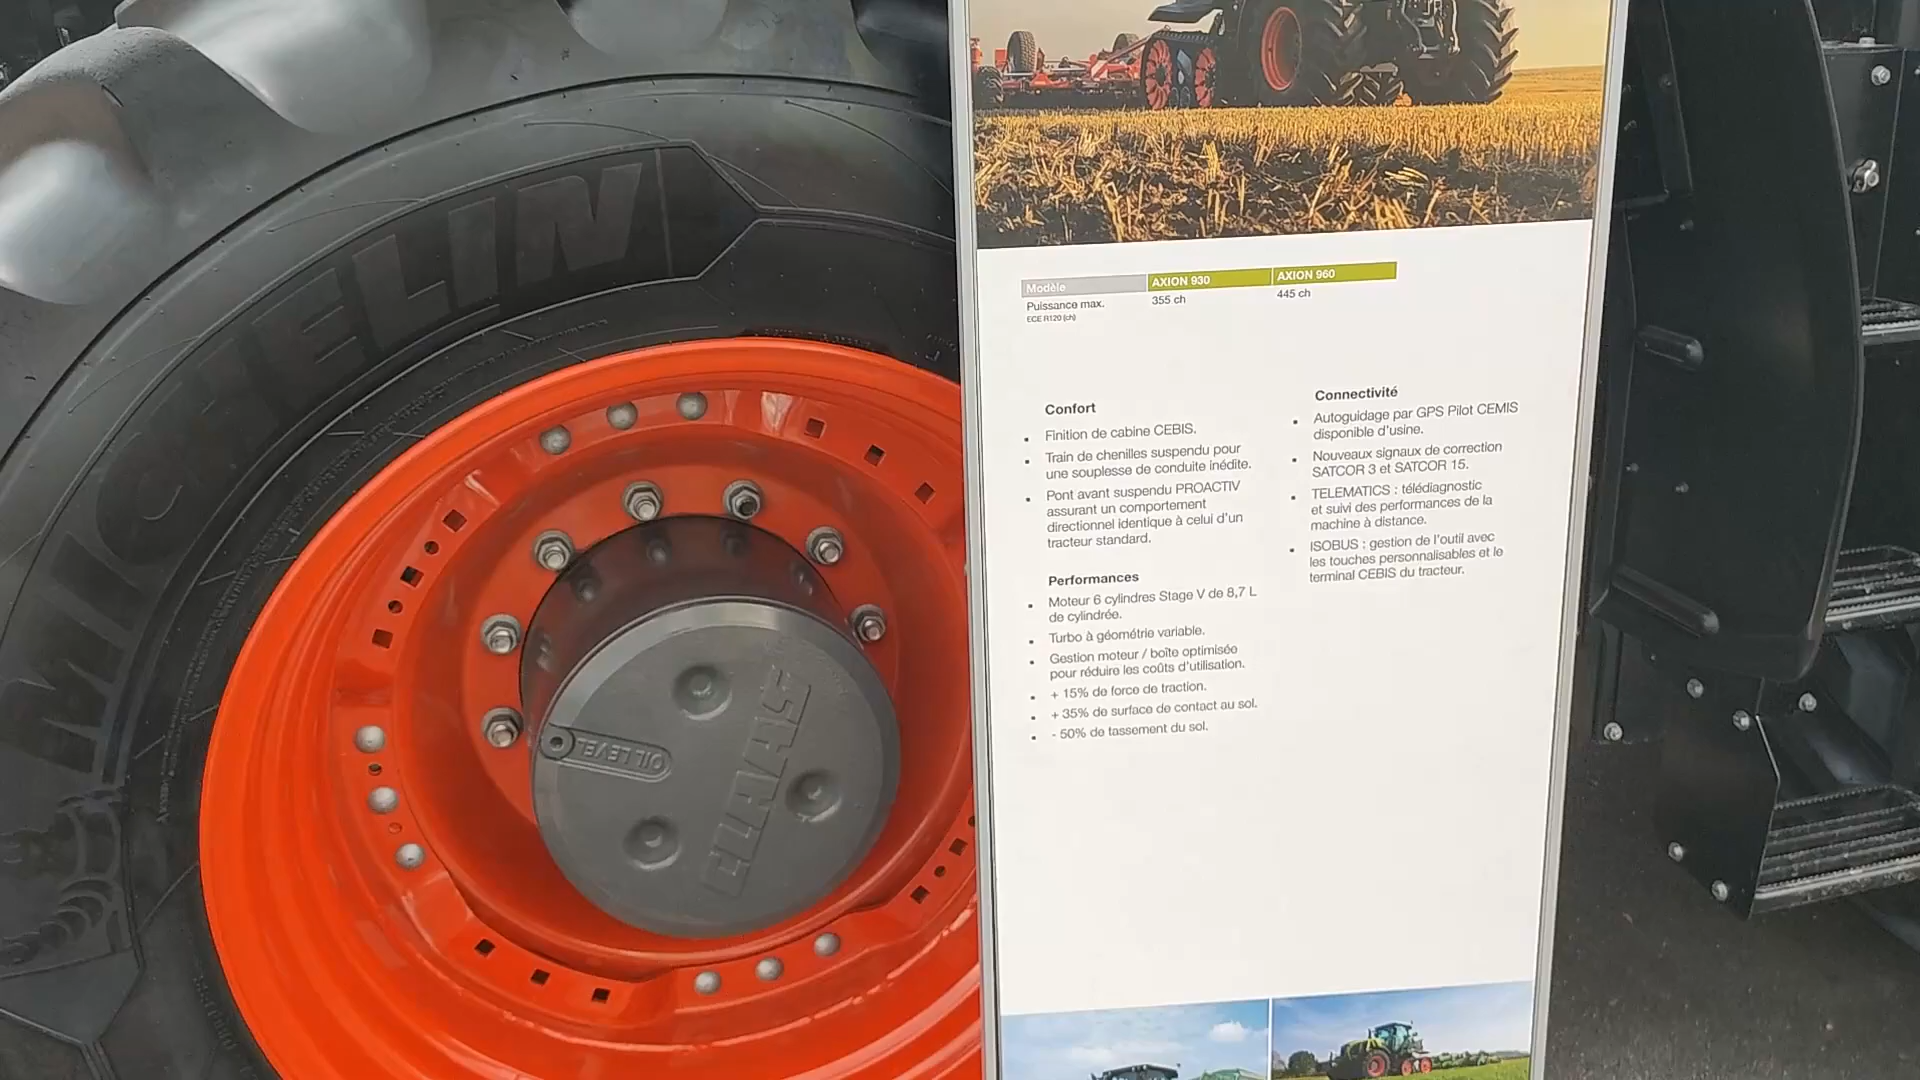 MICHELIN
OIL LEVEL
Modèle AXION 930 AXION 960
Puissance max. 355 ch 445 ch
ECE R120 (ch)
Confort
Finition de cabine CEBIS.
Train de chenilles suspendu pour
une souplesse de conduite inédite.
Pont avant suspendu PROACTIV
assurant un comportement
directionnel identique à celui d'un
tracteur standard.
Performances
Moteur 6 cylindres Stage V de 8,7 L
de cylindrée.
Turbo à géométrie variable.
Gestion moteur / boîte optimisée
pour réduire les coûts d'utilisation.
+ 15% de force de traction.
+ 35% de surface de contact au sol.
- 50% de tassement du sol.
Connectivité
Autoguidage par GPS Pilot CEMIS
disponible d'usine.
Nouveaux signaux de correction
SATCOR 3 et SATCOR 15.
TELEMATICS : télédiagnostic
et suivi des performances de la
machine à distance.
ISOBUS : gestion de l'outil avec
les touches personnalisables et le
terminal CEBIS du tracteur.